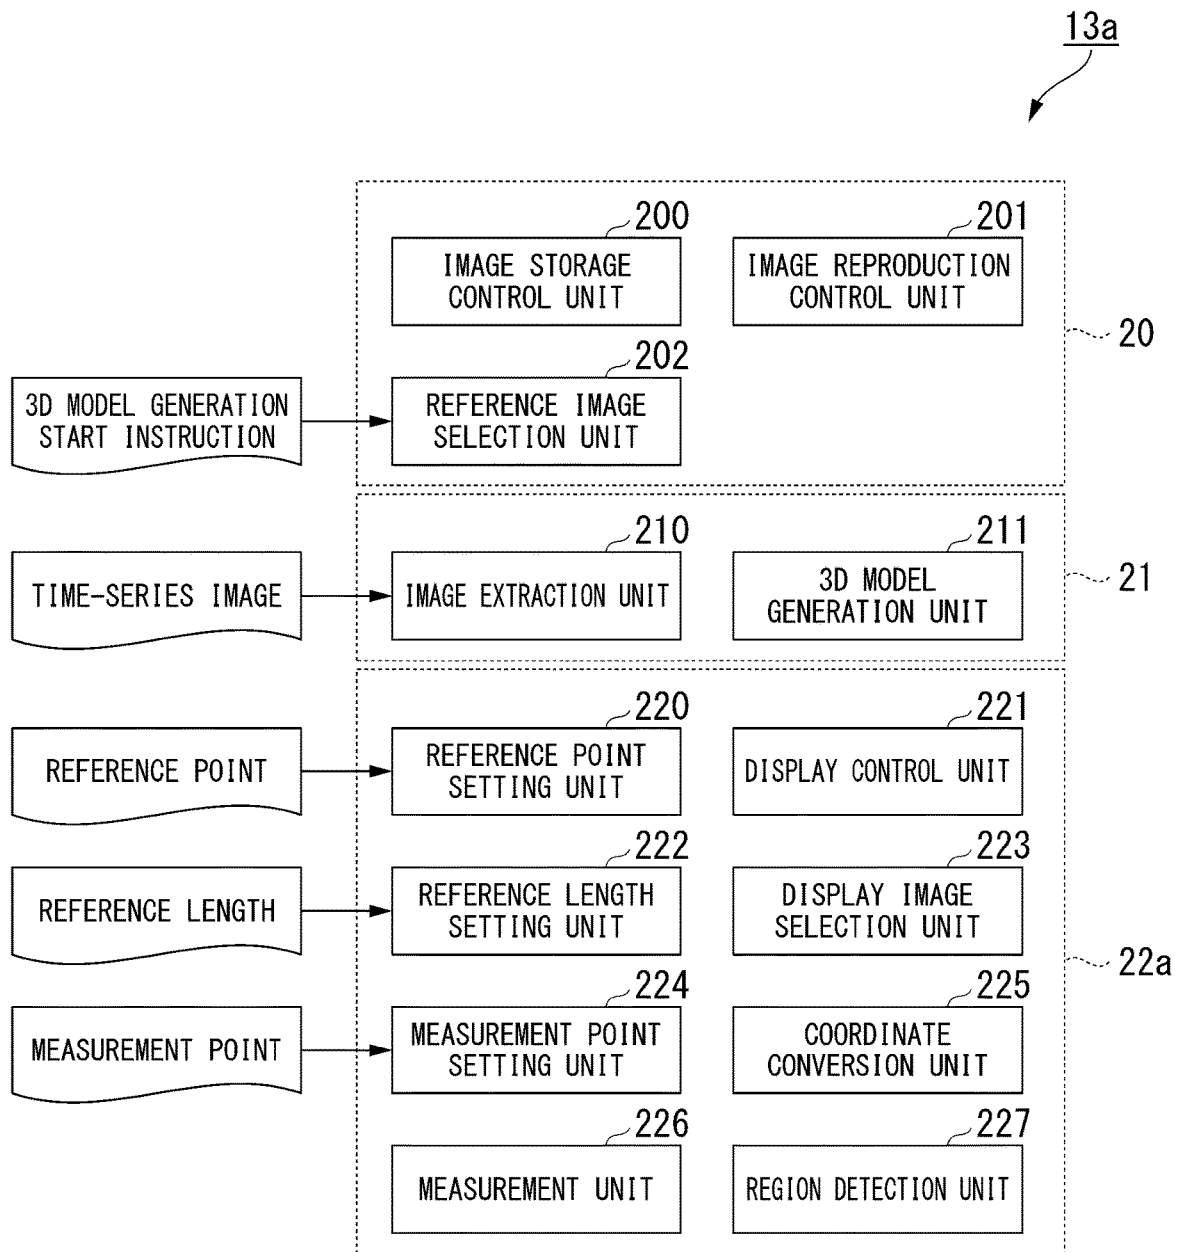 13a
200
IMAGE STORAGE
CONTROL UNIT
201
IMAGE REPRODUCTION
CONTROL UNIT
20
3D MODEL GENERATION
START INSTRUCTION
202
REFERENCE IMAGE
SELECTION UNIT
TIME-SERIES IMAGE
210
IMAGE EXTRACTION UNIT
211
3D MODEL
GENERATION UNIT
21
REFERENCE POINT
220
REFERENCE POINT
SETTING UNIT
221
DISPLAY CONTROL UNIT
REFERENCE LENGTH
222
REFERENCE LENGTH
SETTING UNIT
223
DISPLAY IMAGE
SELECTION UNIT
22a
MEASUREMENT POINT
224
MEASUREMENT POINT
SETTING UNIT
225
COORDINATE
CONVERSION UNIT
226
MEASUREMENT UNIT
227
REGION DETECTION UNIT